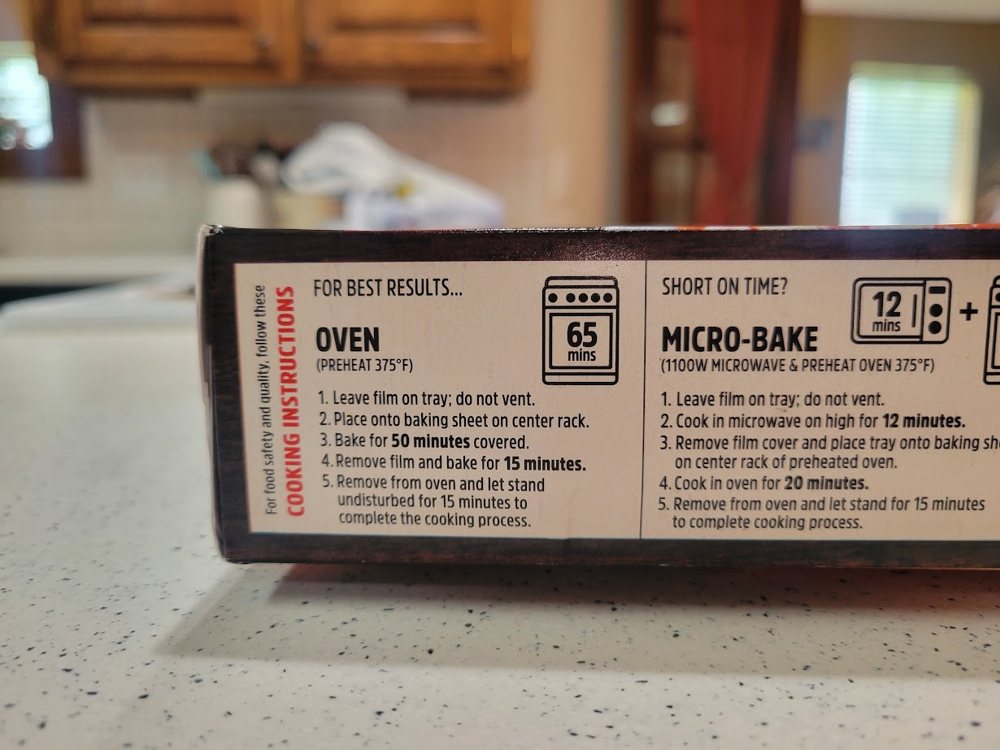 For food safety and quality, follow these
COOKING INSTRUCTIONS
FOR BEST RESULTS...
65
mins
OVEN
(PREHEAT 375°F)
1. Leave film on tray; do not vent.
2. Place onto baking sheet on center rack.
3. Bake for 50 minutes covered.
4. Remove film and bake for 15 minutes.
5. Remove from oven and let stand
undisturbed for 15 minutes to
complete the cooking process.
SHORT ON TIME?
12
mins
+
MICRO-BAKE
(1100W MICROWAVE & PREHEAT OVEN 375°F)
1. Leave film on tray; do not vent.
2. Cook in microwave on high for 12 minutes.
3. Remove film cover and place tray onto baking
on center rack of preheated oven.
4. Cook in oven for 20 minutes.
5. Remove from oven and let stand for 15 minutes
to complete cooking process.